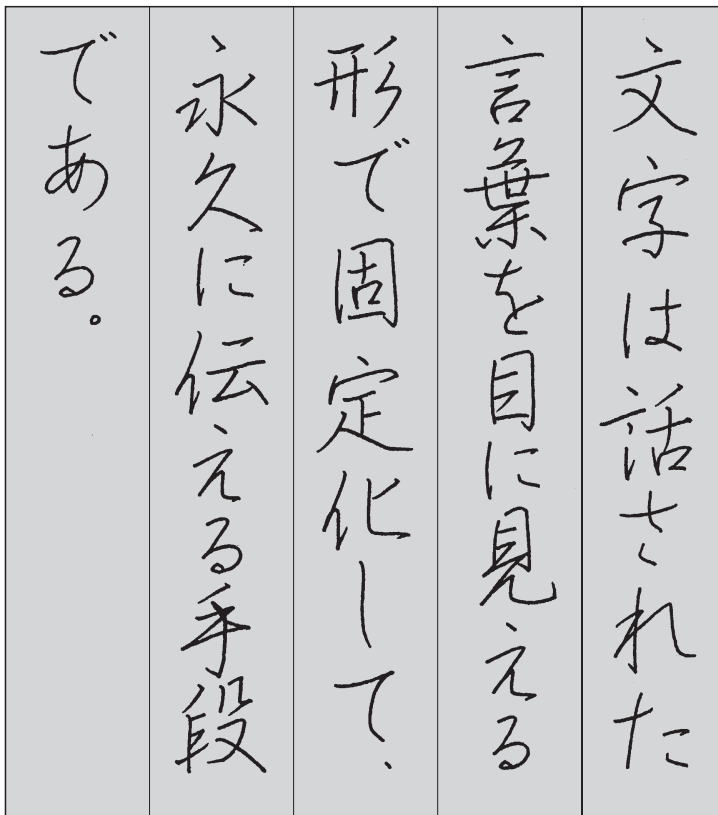 文字は話された
言葉を目に見える
形で固定化して、
永久に伝える手段
である。